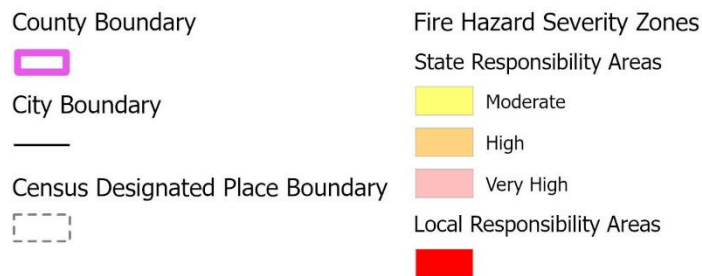 County Boundary
City Boundary
Census Designated Place Boundary
Fire Hazard Severity Zones
State Responsibility Areas
Moderate
High
Very High
Local Responsibility Areas